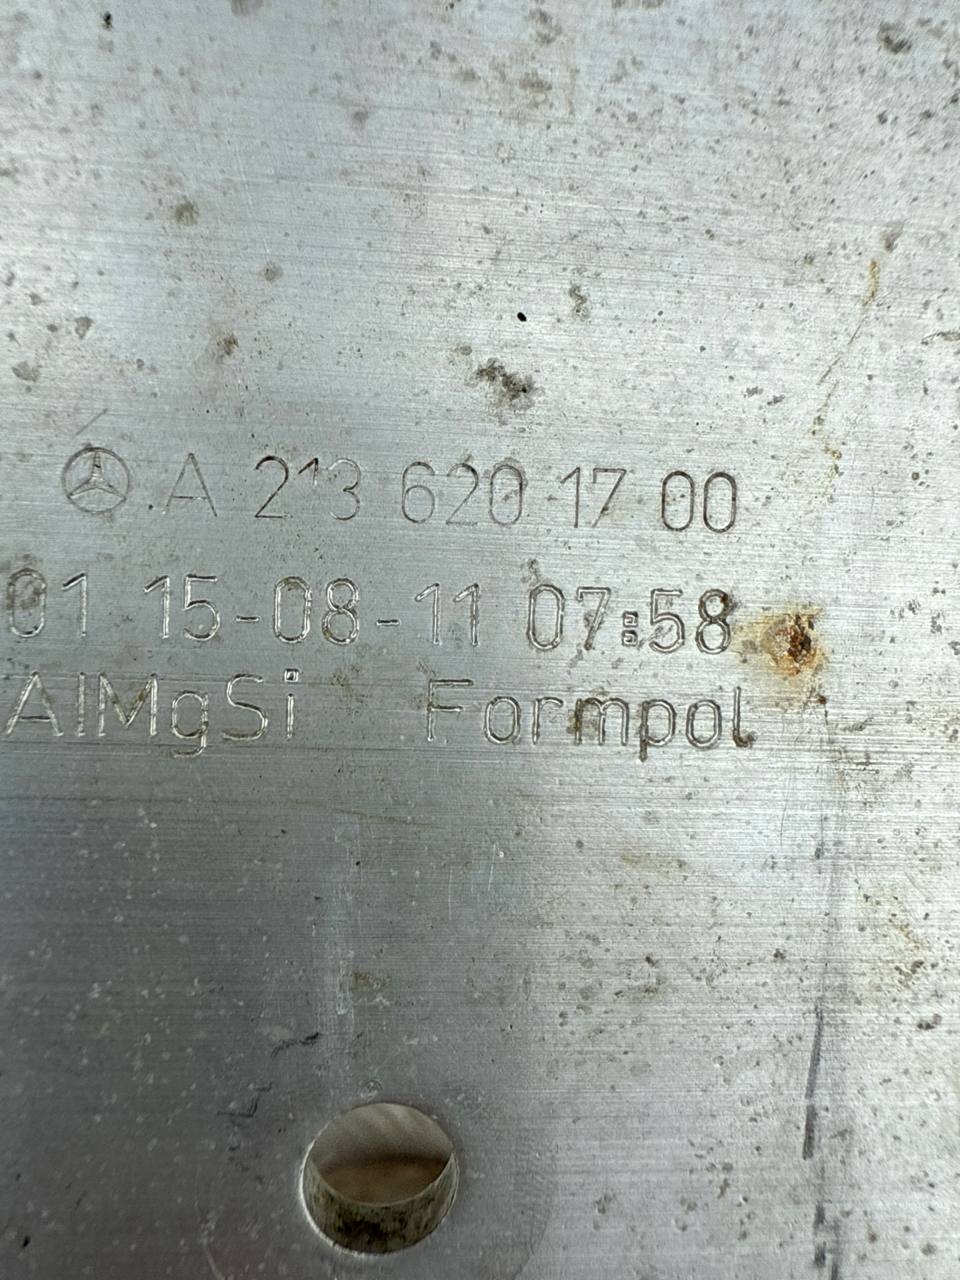 A 213 620 17 00
01 15-08-11 07:58
AlMgSi Formpol